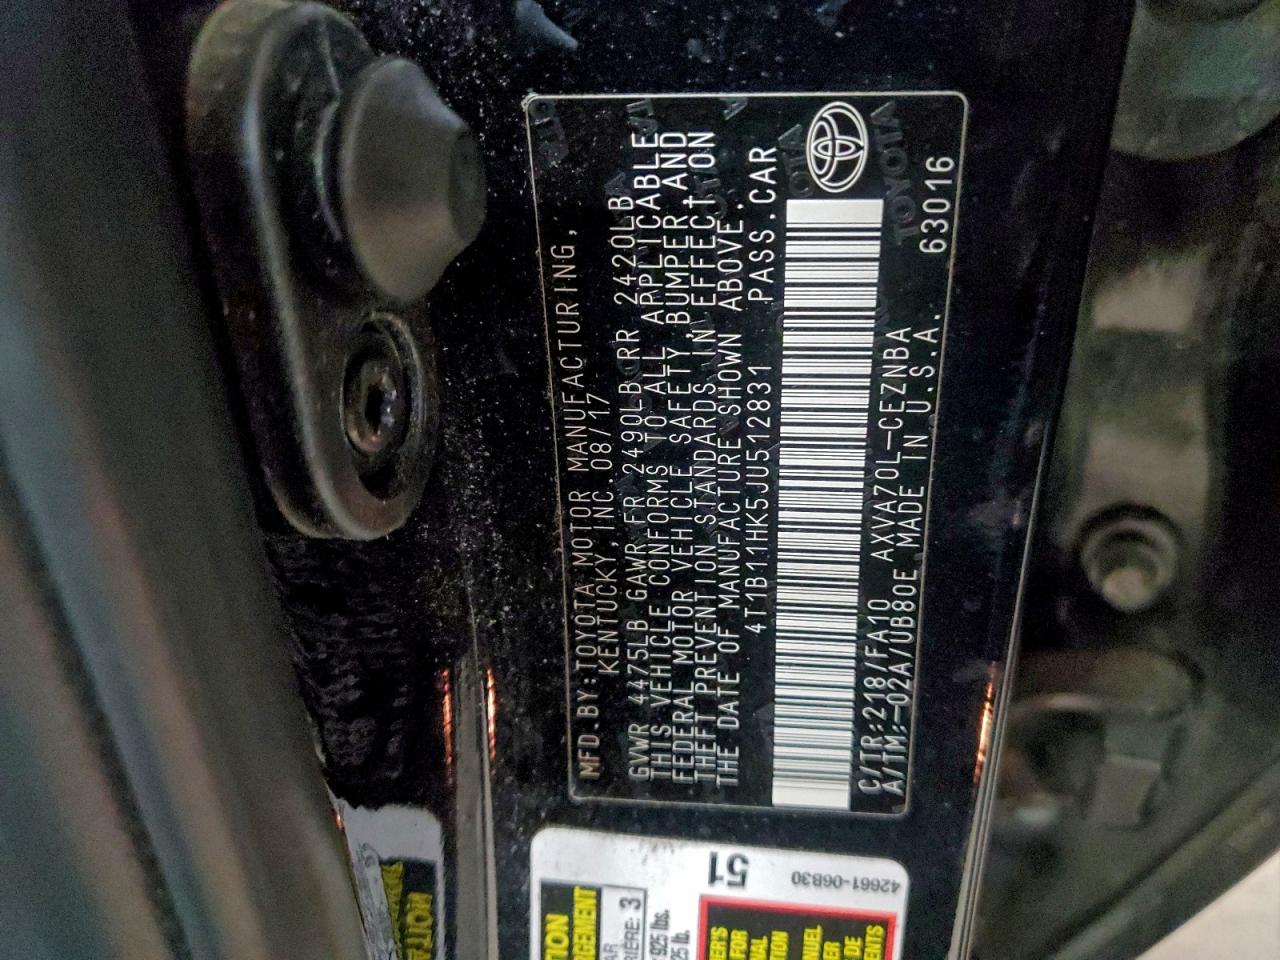 MFD.BY:TOYOTA MOTOR MANUFACTURING,
KENTUCKY,INC.08/17
GVWR 4475LB GAWR FR 2490LB RR 2420LB
THIS VEHICLE CONFORMS TO ALL APPLICABLE
FEDERAL MOTOR VEHICLE SAFETY,BUMPER,AND
THEFT PREVENTION STANDARDS IN EFFECT ON
THE DATE OF MANUFACTURE SHOWN ABOVE.
4T1B11HK5JU512831 PASS.CAR
C/TR:218/FA10 AXVA70L-CEZNBA
A/TM:-02A/UB80E MADE IN U.S.A. 63016
TOYOTA
51
42661-06B30
3
925 lbs.